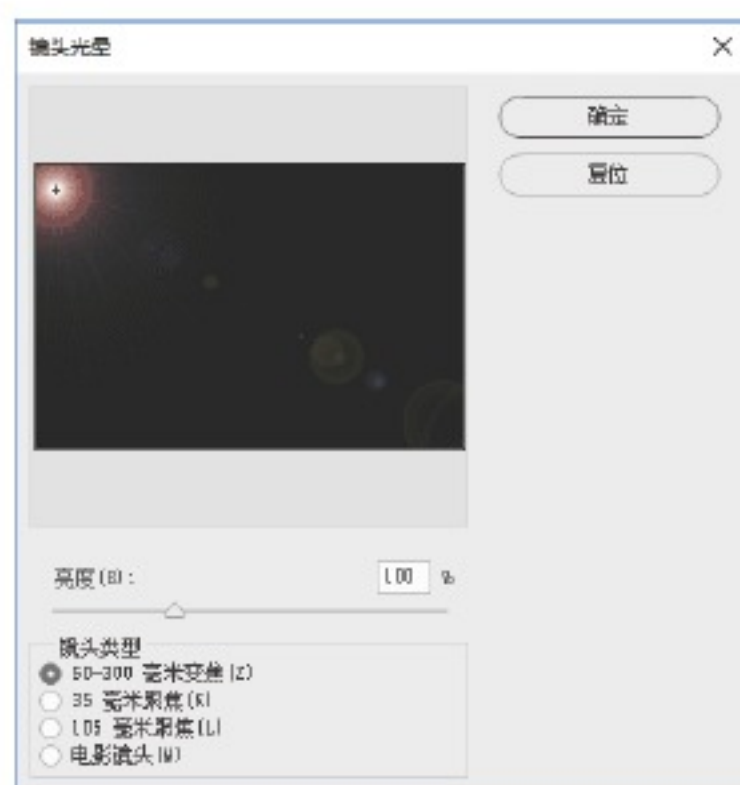 镜头光晕
确定
复位
亮度(B):
100 %
镜头类型
50-300 毫米变焦(Z)
35 毫米聚焦(K)
105 毫米聚焦(L)
电影镜头(M)